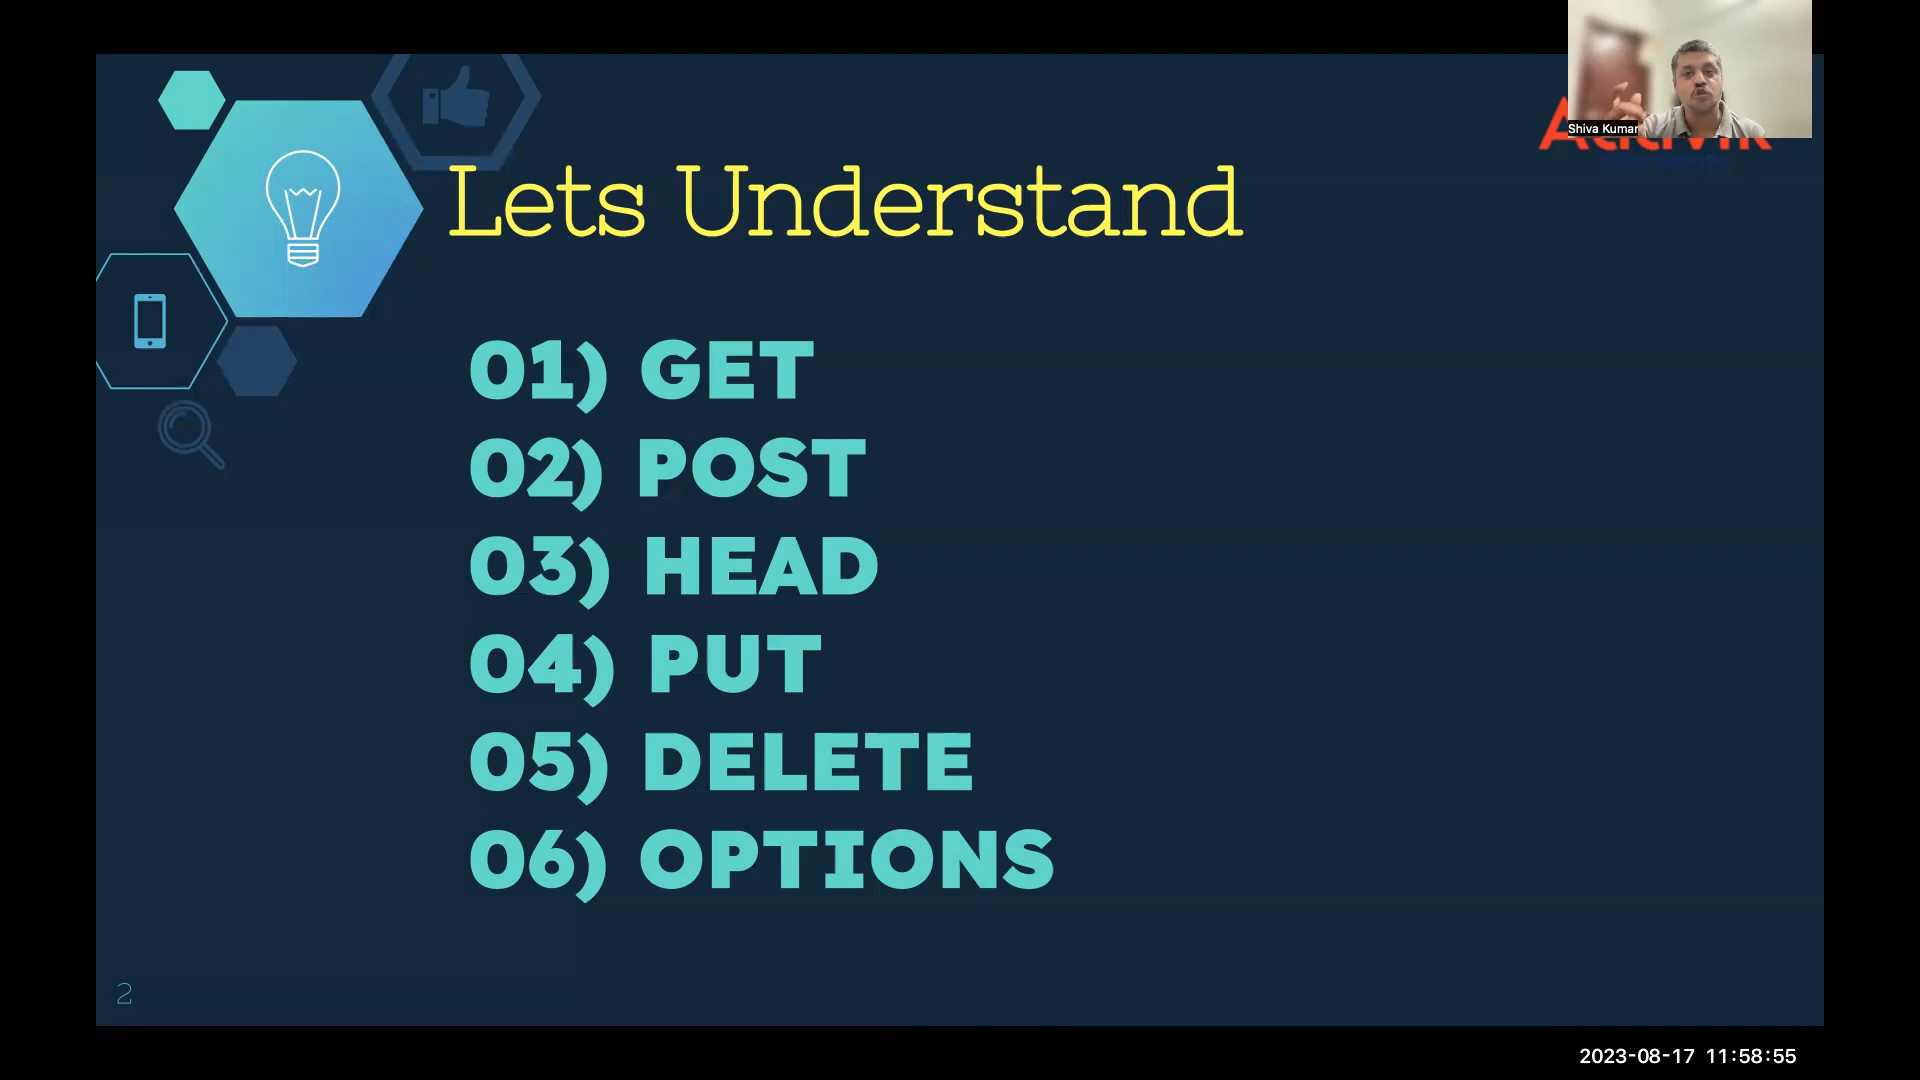 Shiva Kumar
Lets Understand
01) GET
02) POST
03) HEAD
04) PUT
05) DELETE
06) OPTIONS
2
2023-08-17 11:58:55